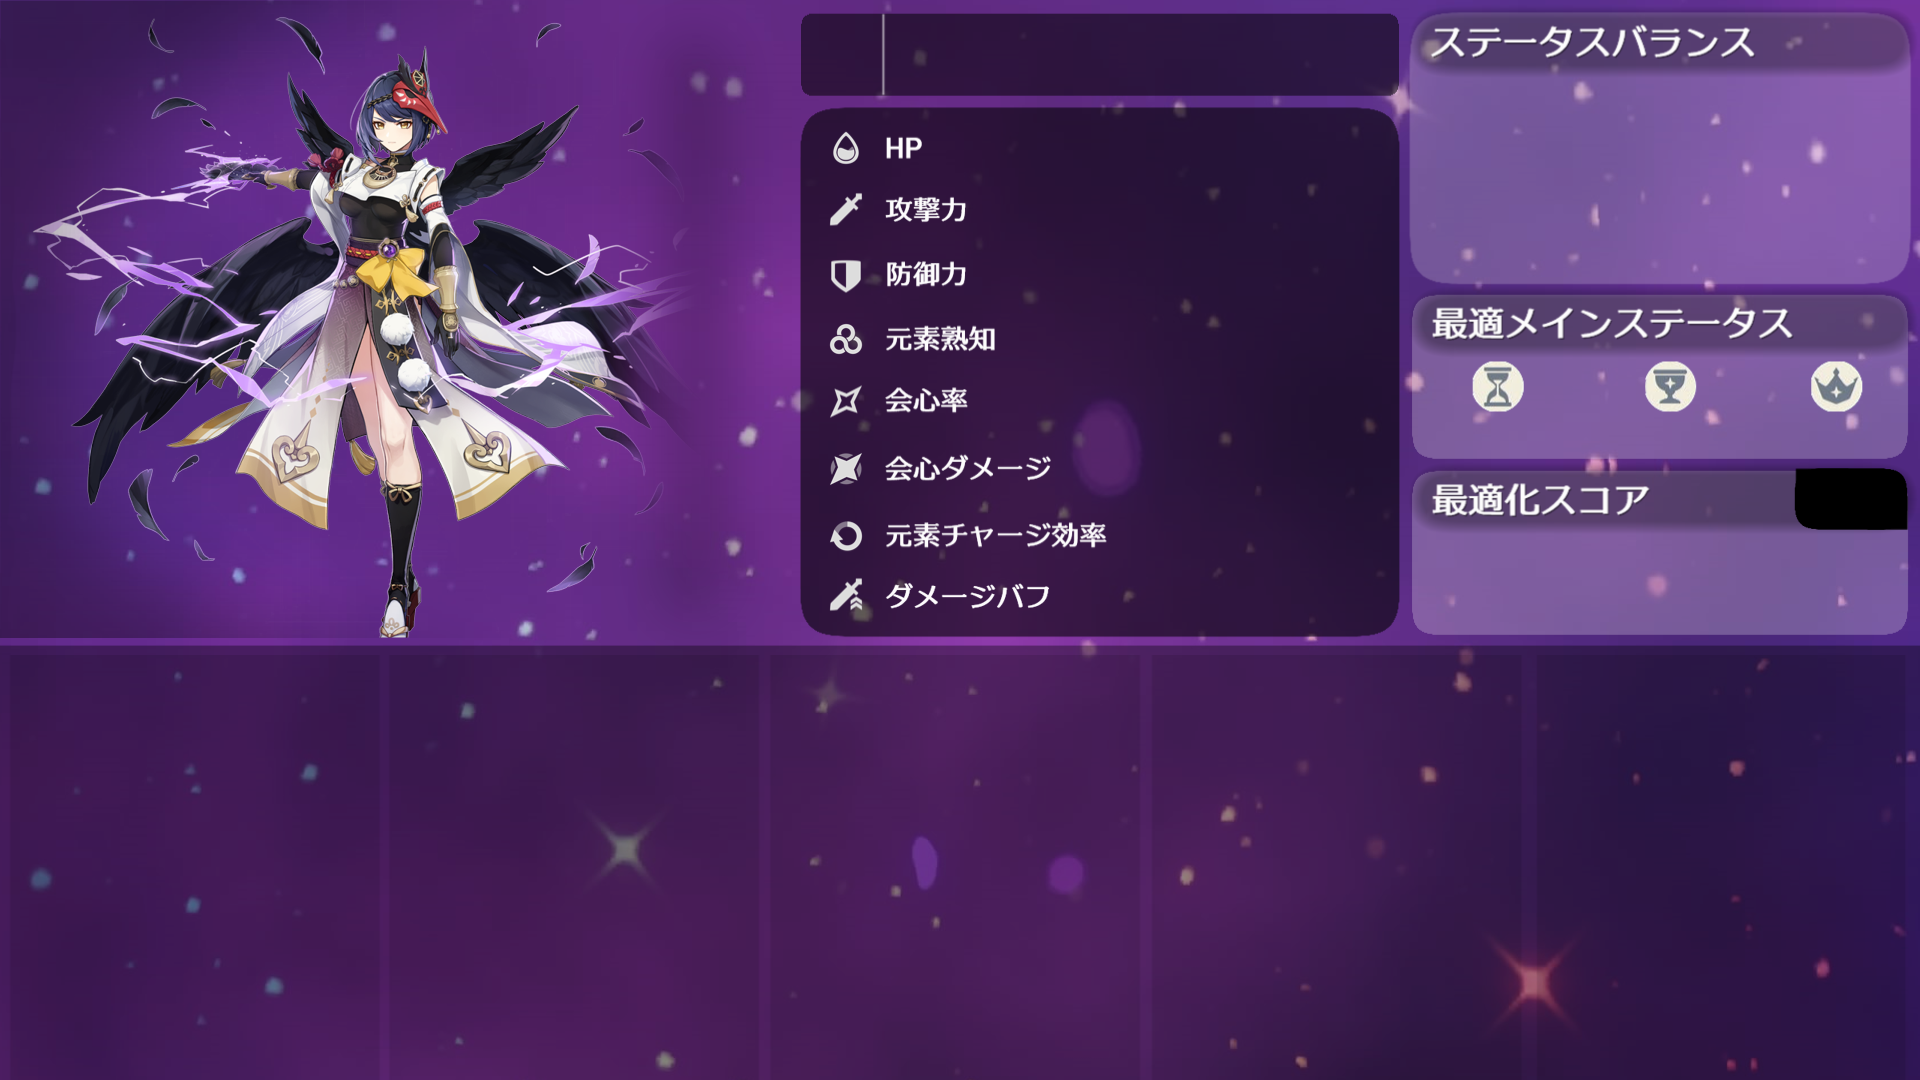 HP
攻撃力
防御力
元素熟知
会心率
会心ダメージ
元素チャージ効率
ダメージバフ
ステータスバランス
最適メインステータス
最適化スコア